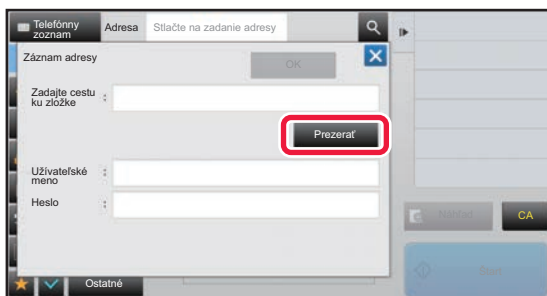 Telefónny
zoznam
Adresa
Stlačte na zadanie adresy
Záznam adresy
OK
Zadajte cestu
ku zložke :
Prezerať
Užívateľské
meno :
Heslo :
CA
Štart
Ostatné